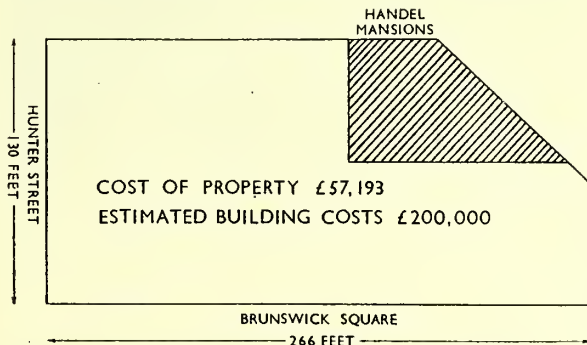 HANDEL
MANSIONS
HUNTER STREET
130 FEET
COST OF PROPERTY £57,193
ESTIMATED BUILDING COSTS £200,000
BRUNSWICK SQUARE
266 FEET